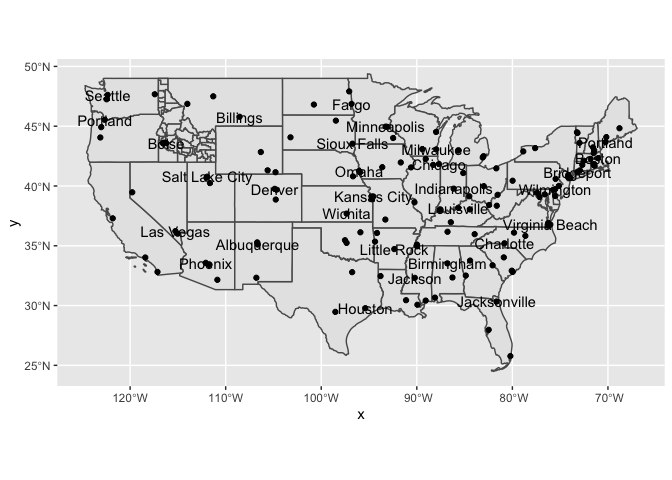 50°N
Seattle
Fargo
Billings
45°N
Portland
Minneapolis
Boise
Sioux Falls
Milwaukee
Portland
Boston
Chicago
Salt Lake City
Omaha
Bridgeport
40°N
Denver
Indianapolis
Wilmington
Kansas City
Wichita
Louisville
Las Vegas
Virginia Beach
Albuquerque
Charlotte
35°N
Little Rock
Phoenix
Birmingham
Jackson
30°N
Houston
Jacksonville
25°N
y
120°W 110°W 100°W 90°W 80°W 70°W
x